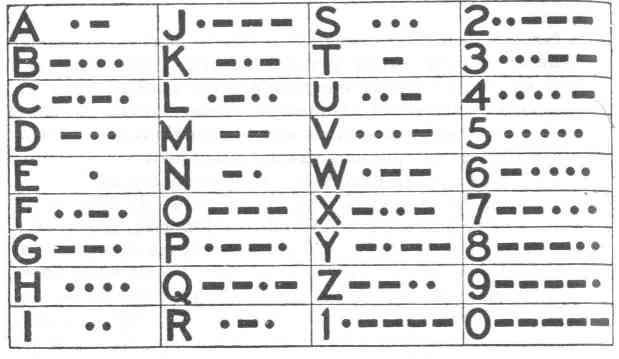 A ·– J ·––– S ··· 2 ··–––
B –··· K –·– T – 3 ···––
C –·–· L ·–·· U ··– 4 ····–
D –·· M –– V ···– 5 ·····
E · N –· W ·–– 6 –····
F ··–· O ––– X –··– 7 ––···
G ––· P ·––· Y –·–– 8 –––··
H ···· Q ––·– Z ––·· 9 ––––·
I ·· R ·–· 1 ·–––– 0 –––––